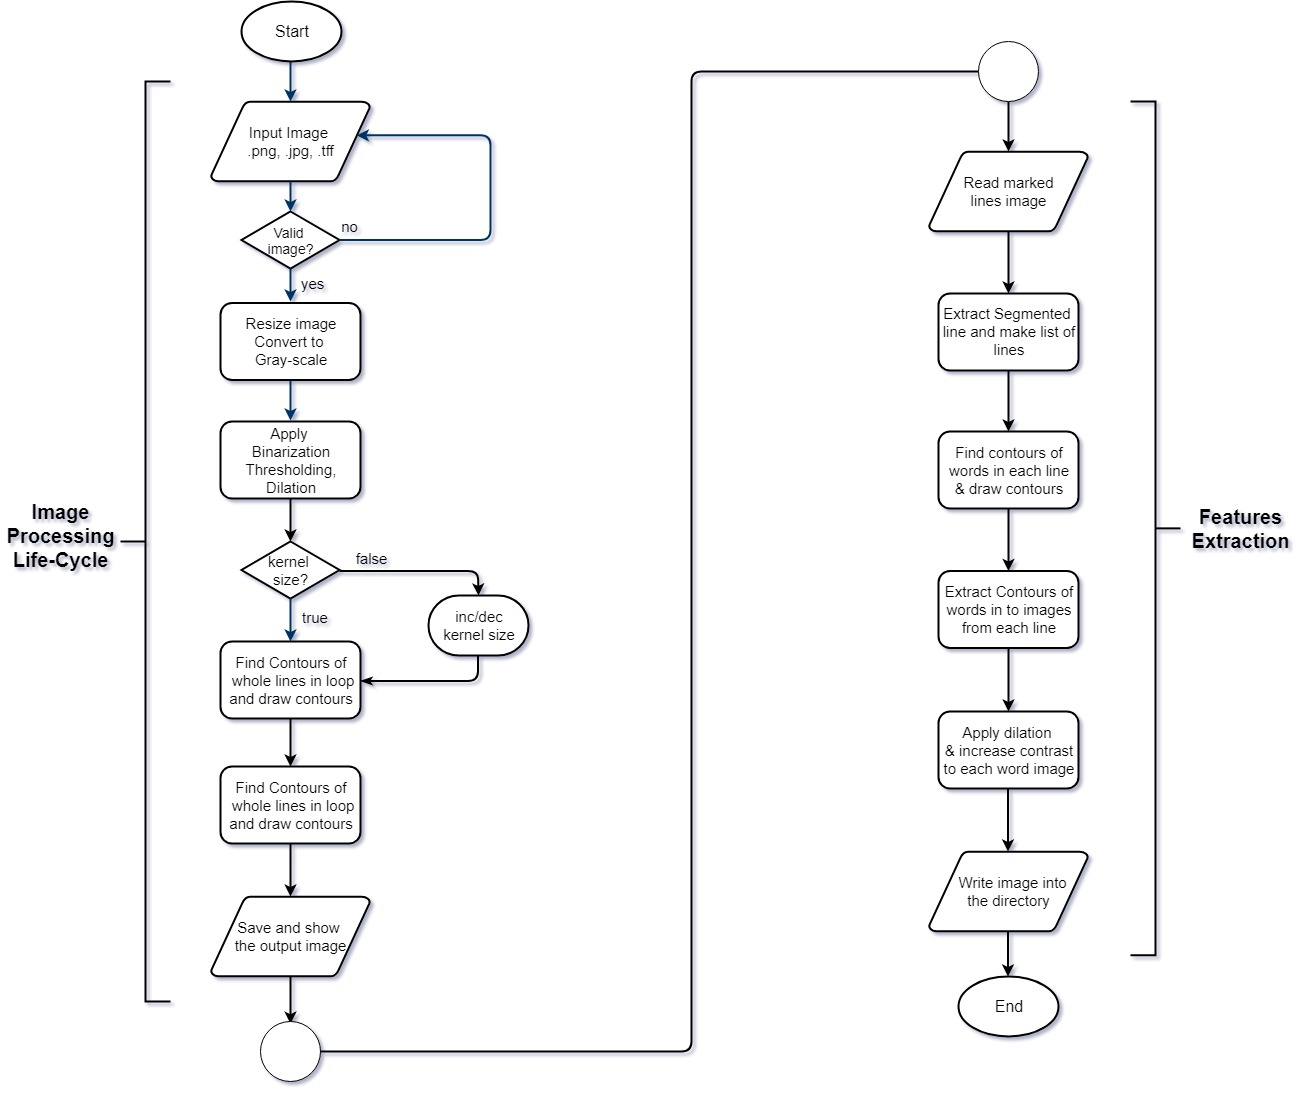 Start
Input Image
.png, .jpg, .tff
Valid
image?
no
yes
Resize image
Convert to
Gray-scale
Apply
Binarization
Thresholding,
Dilation
kernel
size?
false
true
inc/dec
kernel size
Find Contours of
whole lines in loop
and draw contours
Find Contours of
whole lines in loop
and draw contours
Save and show
the output image
Image
Processing
Life-Cycle
Read marked
lines image
Extract Segmented
line and make list of
lines
Find contours of
words in each line
& draw contours
Extract Contours of
words in to images
from each line
Apply dilation
& increase contrast
to each word image
Write image into
the directory
End
Features
Extraction